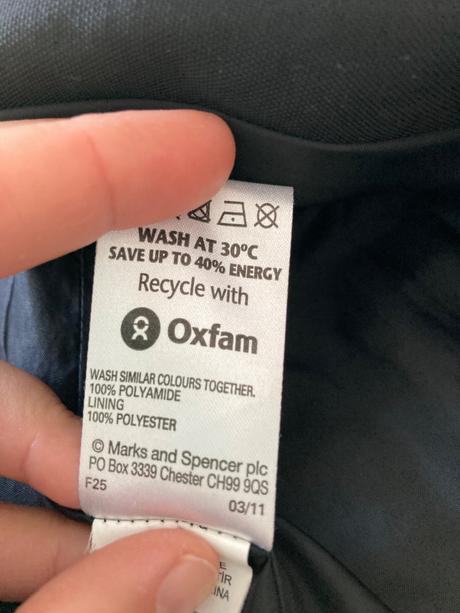 WASH AT 30ºC
SAVE UP TO 40% ENERGY
Recycle with
Oxfam
WASH SIMILAR COLOURS TOGETHER.
100% POLYAMIDE
LINING
100% POLYESTER
© Marks and Spencer plc
PO Box 3339 Chester CH99 9QS
F25 03/11